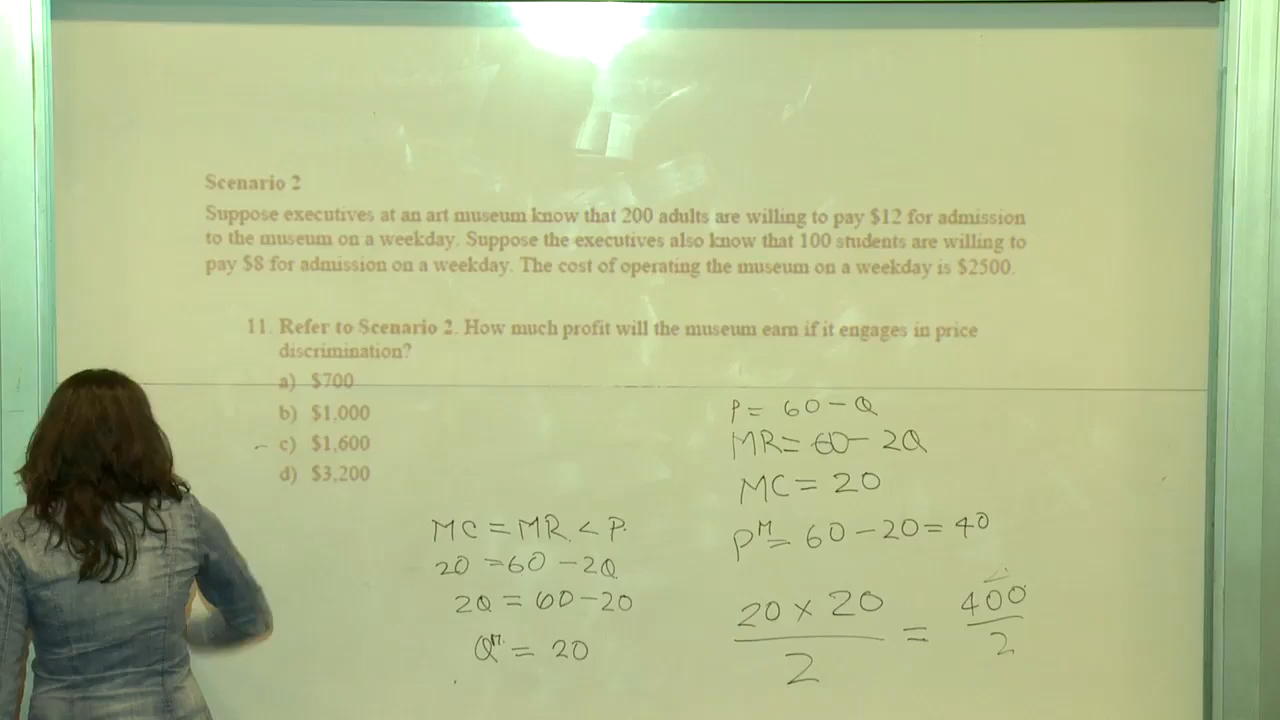 Scenario 2
Suppose executives at an art museum know that 200 adults are willing to pay $12 for admission
to the museum on a weekday. Suppose the executives also know that 100 students are willing to
pay $8 for admission on a weekday. The cost of operating the museum on a weekday is $2500.
11. Refer to Scenario 2. How much profit will the museum earn if it engages in price
discrimination?
a) $700
b) $1,000
c) $1,600
d) $3,200
MC = MR < P.
20 = 60 - 2Q
2Q = 60 - 20
Qᴹ = 20
P = 60 - Q
MR = 60 - 2Q
MC = 20
Pᴹ = 60 - 20 = 40
20 x 20 / 2 = 400 / 2